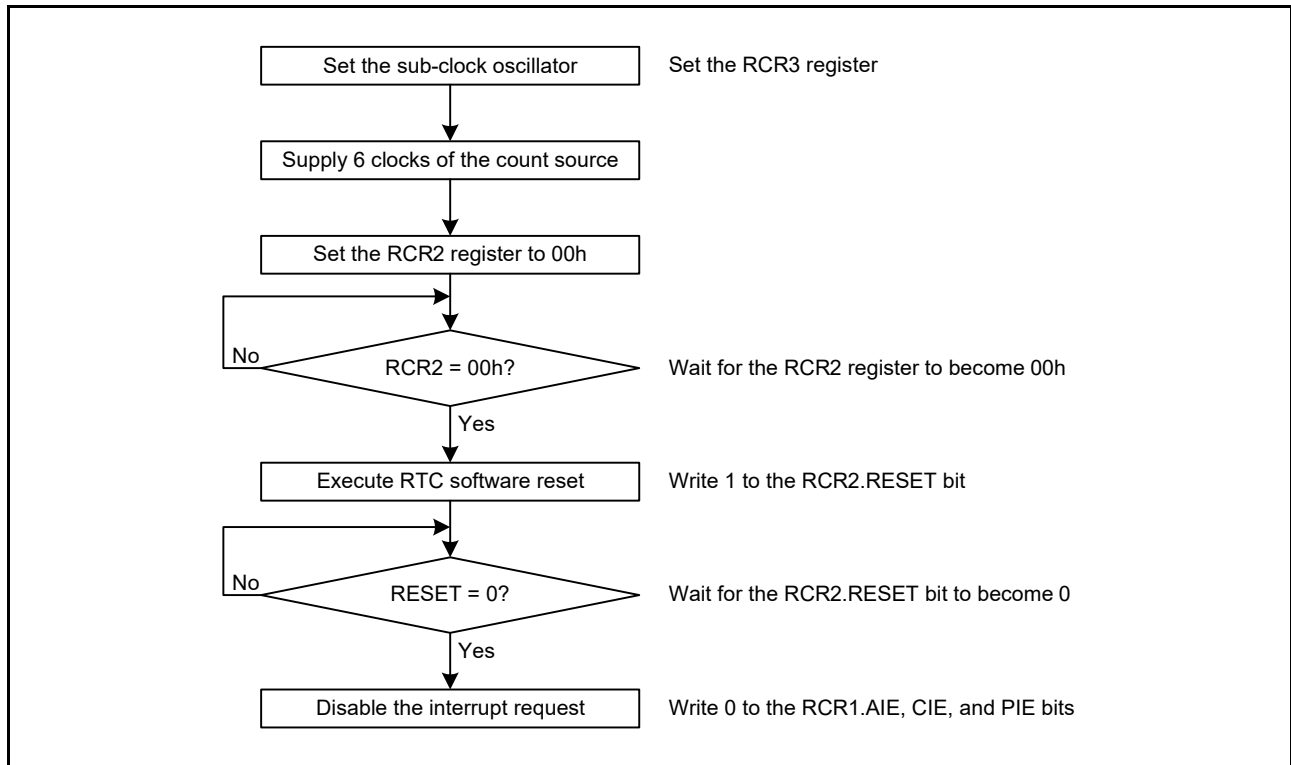 Set the sub-clock oscillator
Set the RCR3 register
Supply 6 clocks of the count source
Set the RCR2 register to 00h
No
RCR2 = 00h?
Wait for the RCR2 register to become 00h
Yes
Execute RTC software reset
Write 1 to the RCR2.RESET bit
No
RESET = 0?
Wait for the RCR2.RESET bit to become 0
Yes
Disable the interrupt request
Write 0 to the RCR1.AIE, CIE, and PIE bits